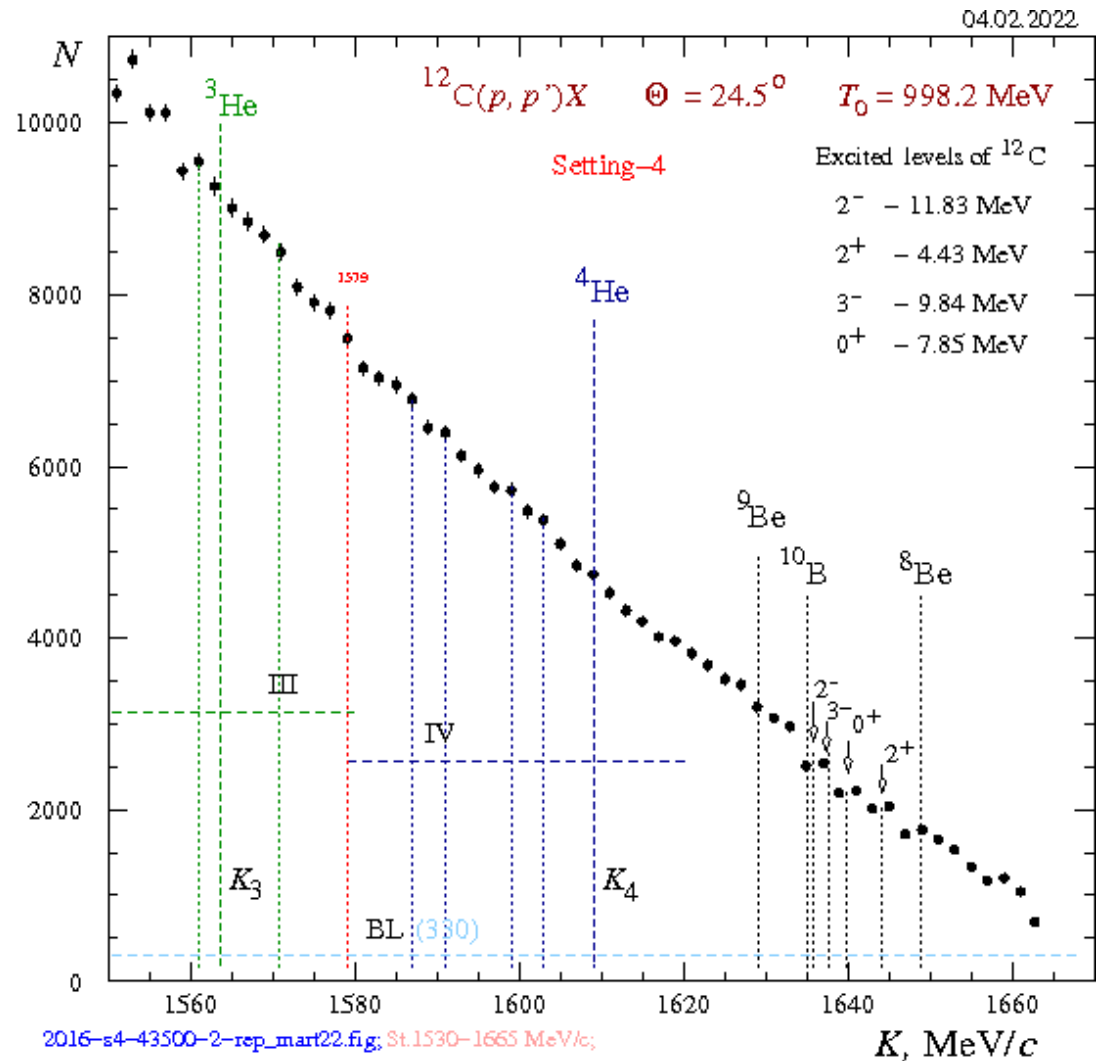 04.02.2022
N
12C(p, p')X Θ = 24.5° T0 = 998.2 MeV
3He
Setting-4
Excited levels of 12C
2- - 11.83 MeV
2+ - 4.43 MeV
3- - 9.84 MeV
0+ - 7.85 MeV
1579
4He
9Be
10B
8Be
III
IV
2-
3-
0+
2+
K3
K4
BL (330)
10000
8000
6000
4000
2000
0
1560 1580 1600 1620 1640 1660
K, MeV/c
2016-s4-43500-2-rep_mart22.fig; St.1530-1665 MeV/c;